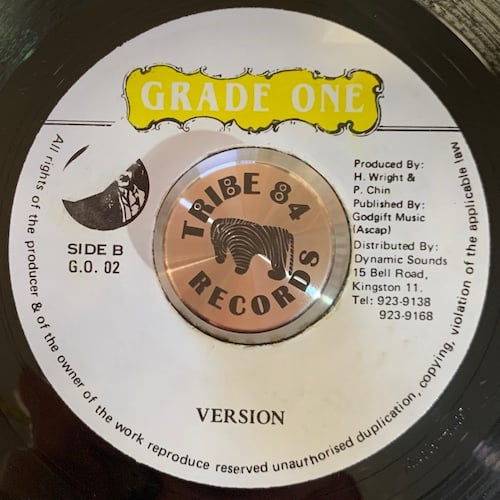 GRADE ONE
TRIBE 84
RECORDS
SIDE B
G.O. 02
Produced By:
H. Wright &
P. Chin
Published By:
Godgift Music
(Ascap)
Distributed By:
Dynamic Sounds
15 Bell Road,
Kingston 11.
Tel: 923-9138
923-9168
VERSION
All rights of the producer & of the owner of the work reproduce reserved unauthorised duplication, copying, violation of the applicable law